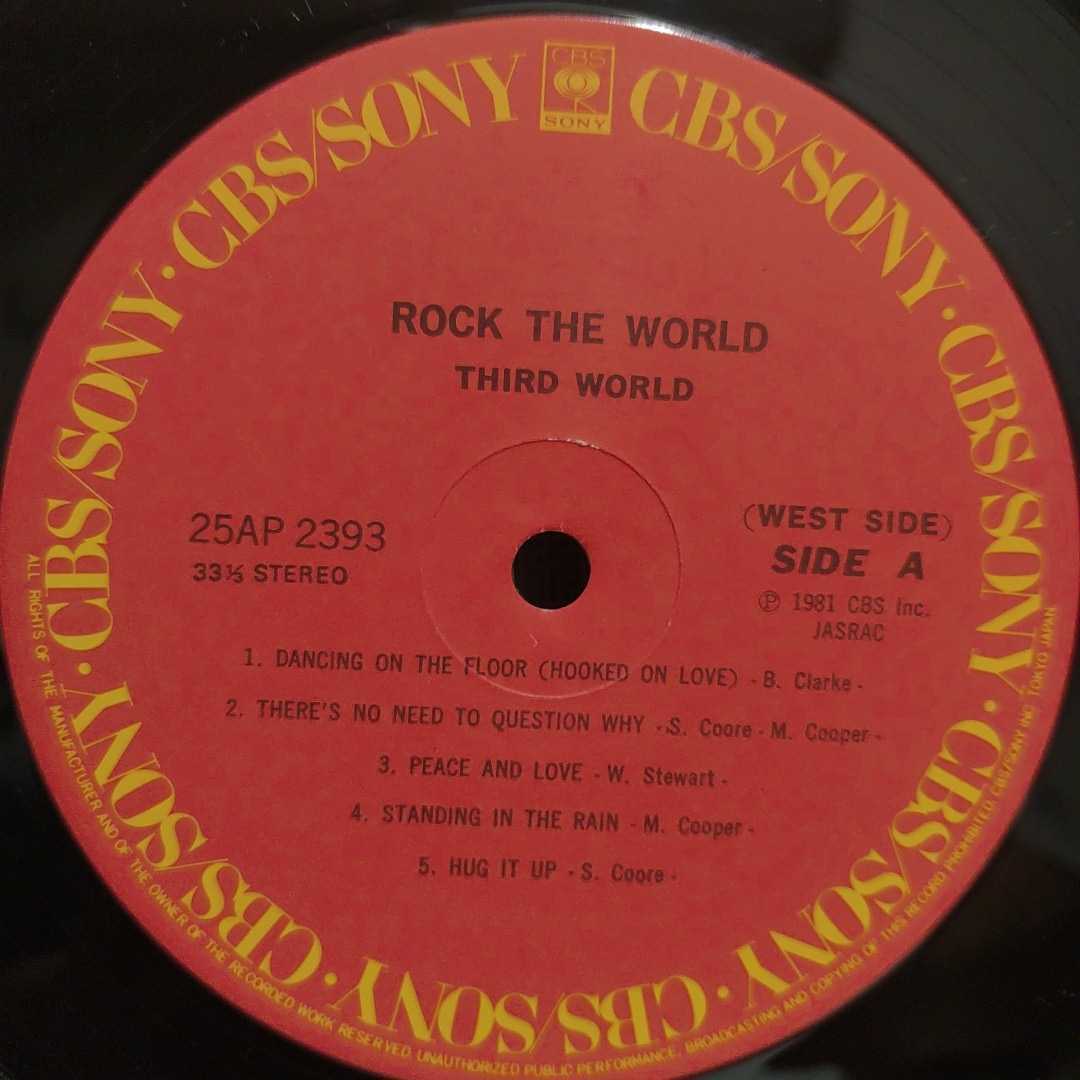 CBS
SONY
CBS/SONY · CBS/SONY · CBS/SONY · CBS/SONY · CBS/SONY · CBS/SONY · CBS/SONY · CBS/SONY
ROCK THE WORLD
THIRD WORLD
25AP 2393
33⅓ STEREO
(WEST SIDE)
SIDE A
℗ 1981 CBS Inc.
JASRAC
1. DANCING ON THE FLOOR (HOOKED ON LOVE) - B. Clarke -
2. THERE'S NO NEED TO QUESTION WHY - S. Coore - M. Cooper -
3. PEACE AND LOVE - W. Stewart -
4. STANDING IN THE RAIN - M. Cooper -
5. HUG IT UP - S. Coore -
ALL RIGHTS OF THE MANUFACTURER AND OF THE OWNER OF THE RECORDED WORK RESERVED. UNAUTHORIZED PUBLIC PERFORMANCE, BROADCASTING AND COPYING OF THIS RECORD PROHIBITED. CBS/SONY INC. TOKYO JAPAN